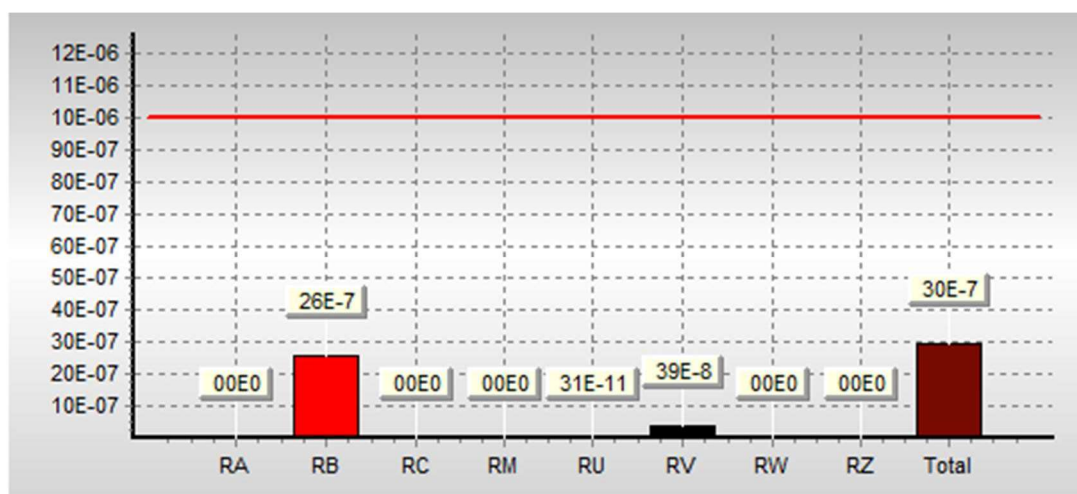 12E-06
11E-06
10E-06
90E-07
80E-07
70E-07
60E-07
50E-07
40E-07
30E-07
20E-07
10E-07
00E0
26E-7
00E0
00E0
31E-11
39E-8
00E0
00E0
30E-7
RA RB RC RM RU RV RW RZ Total